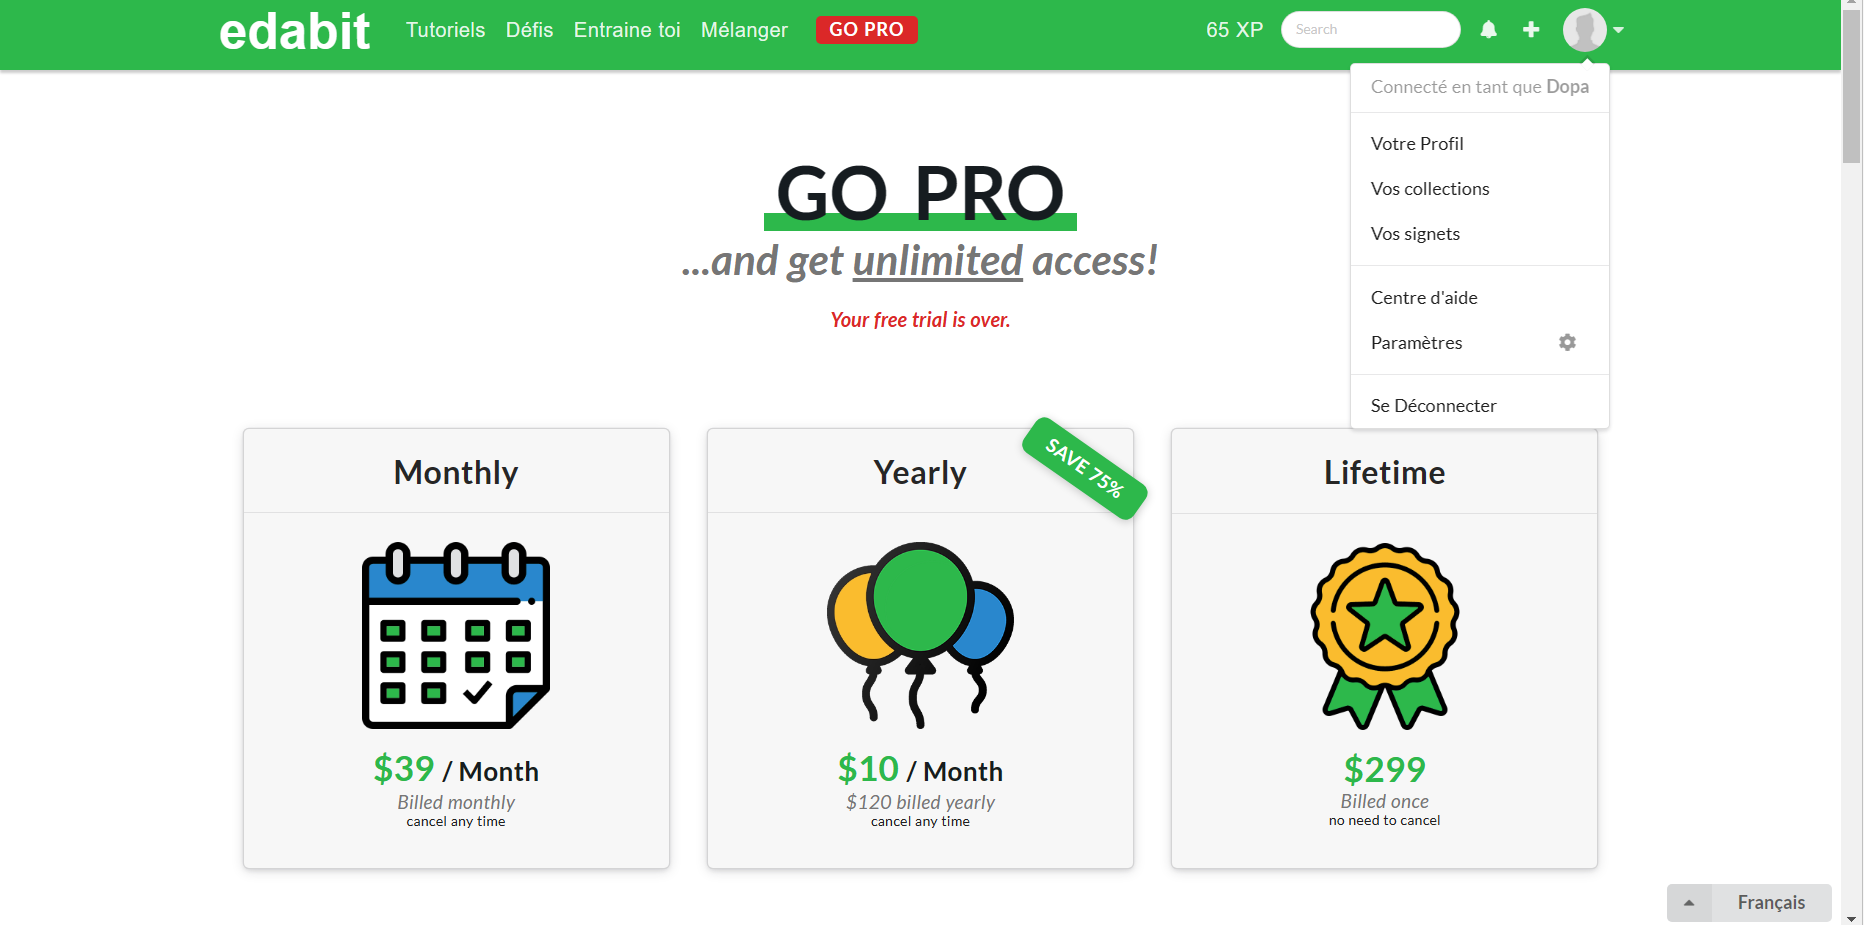 edabit
Tutoriels
Défis
Entraine toi
Mélanger
GO PRO
65 XP
Search
Connecté en tant que Dopa
Votre Profil
Vos collections
Vos signets
Centre d'aide
Paramètres
Se Déconnecter
GO PRO
...and get unlimited access!
Your free trial is over.
Monthly
$39 / Month
Billed monthly
cancel any time
Yearly
SAVE 75%
$10 / Month
$120 billed yearly
cancel any time
Lifetime
$299
Billed once
no need to cancel
Français